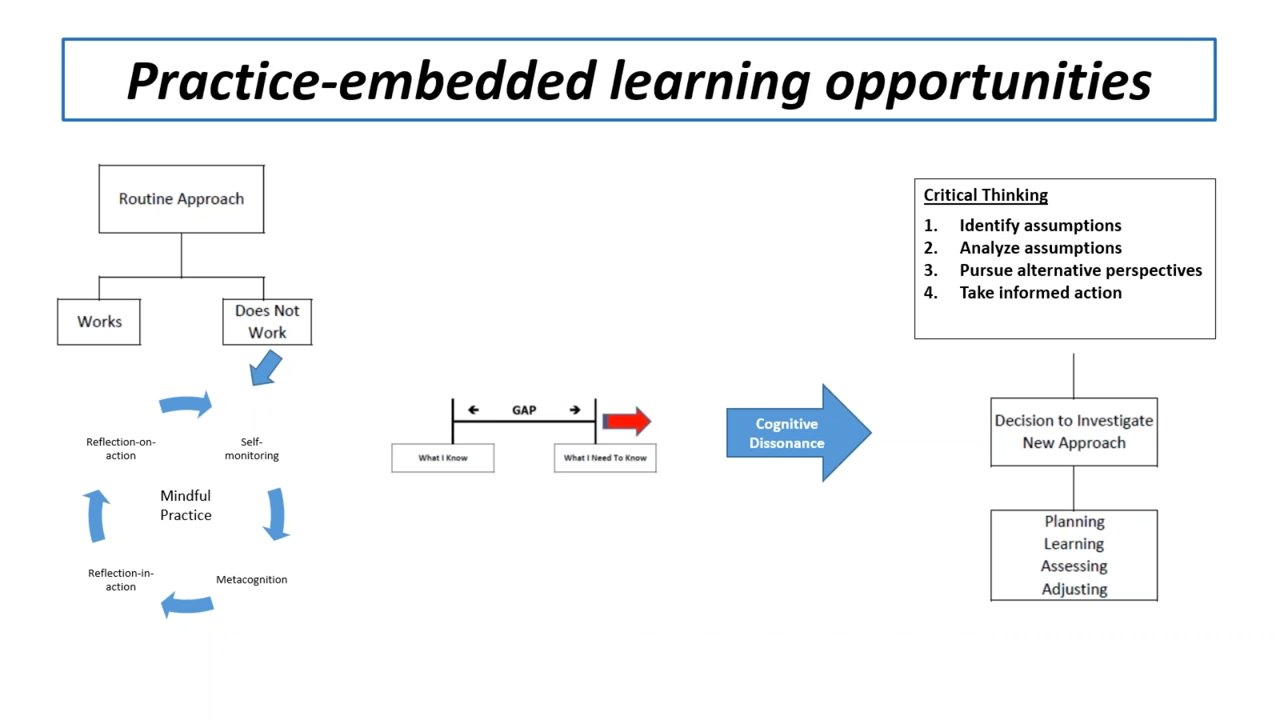 Practice-embedded learning opportunities
Routine Approach
Works
Does Not
Work
Reflection-on-
action
Self-
monitoring
Mindful
Practice
Reflection-in-
action
Metacognition
GAP
What I Know
What I Need To Know
Cognitive
Dissonance
Critical Thinking
1. Identify assumptions
2. Analyze assumptions
3. Pursue alternative perspectives
4. Take informed action
Decision to Investigate
New Approach
Planning
Learning
Assessing
Adjusting